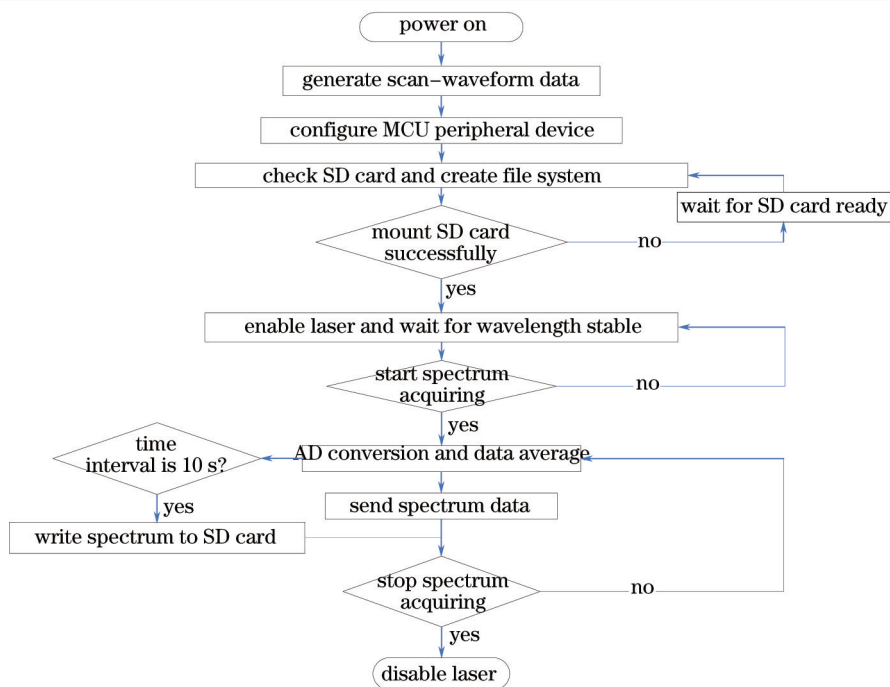 power on
generate scan–waveform data
configure MCU peripheral device
check SD card and create file system
wait for SD card ready
mount SD card
successfully
no
yes
enable laser and wait for wavelength stable
start spectrum
acquiring
no
yes
time
interval is 10 s?
AD conversion and data average
yes
send spectrum data
write spectrum to SD card
stop spectrum
acquiring
no
yes
disable laser